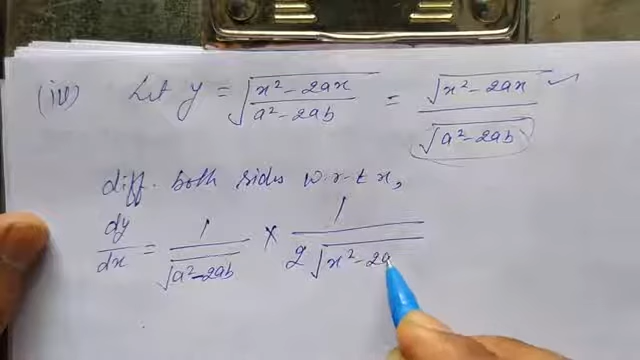 (iv) Let y = √(x² - 2ax / a² - 2ab) = √(x² - 2ax) / √(a² - 2ab) ✓
diff. both sides w.r.t x,
dy/dx = 1 / √(a² - 2ab) × 1 / 2√(x² - 2a